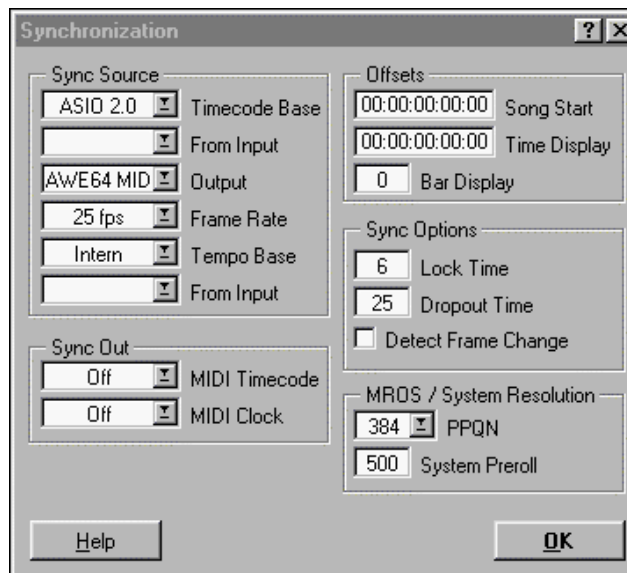 Synchronization
Sync Source
ASIO 2.0 Timecode Base
From Input
AWE64 MID Output
25 fps Frame Rate
Intern Tempo Base
From Input
Sync Out
Off MIDI Timecode
Off MIDI Clock
Offsets
00:00:00:00:00 Song Start
00:00:00:00:00 Time Display
0 Bar Display
Sync Options
6 Lock Time
25 Dropout Time
Detect Frame Change
MROS / System Resolution
384 PPQN
500 System Preroll
Help
OK